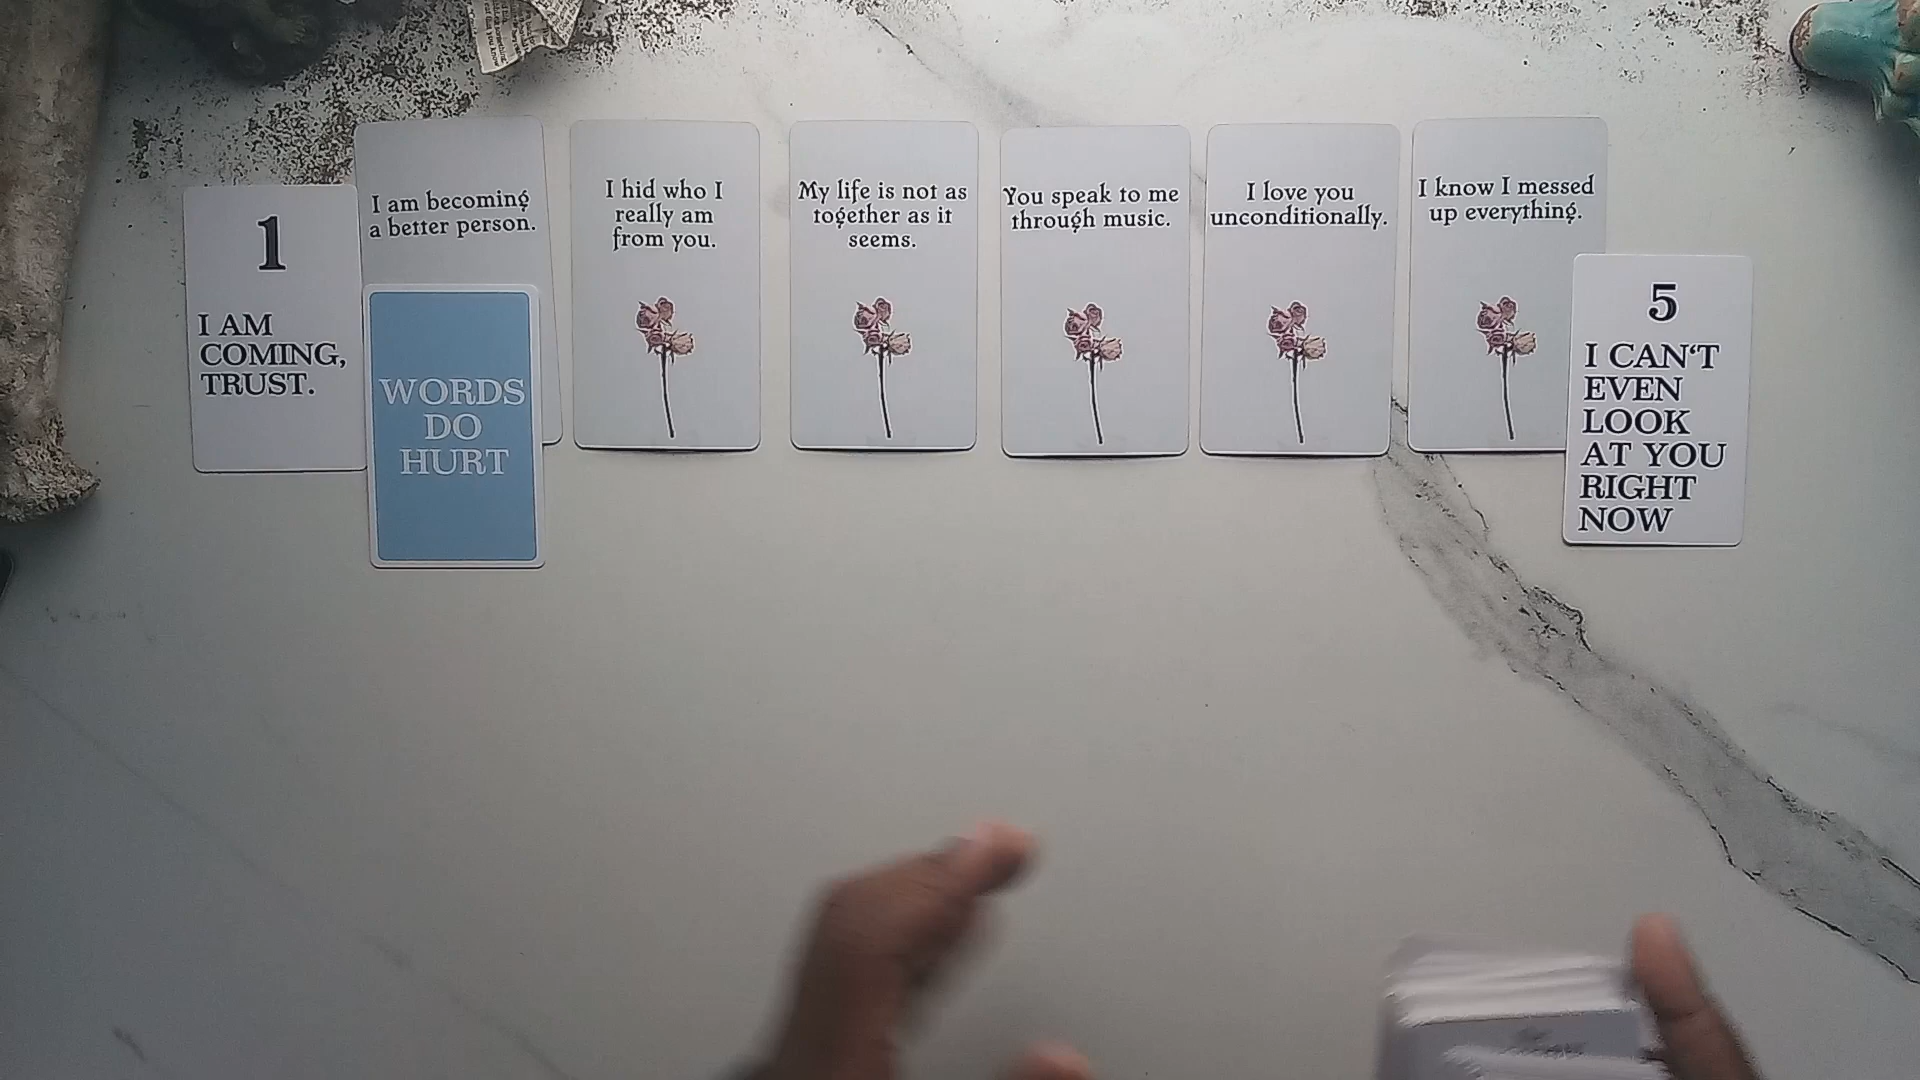 1
I AM
COMING,
TRUST.
I am becoming
a better person.
WORDS
DO
HURT
I hid who I
really am
from you.
My life is not as
together as it
seems.
You speak to me
through music.
I love you
unconditionally.
I know I messed
up everything.
5
I CAN'T
EVEN
LOOK
AT YOU
RIGHT
NOW